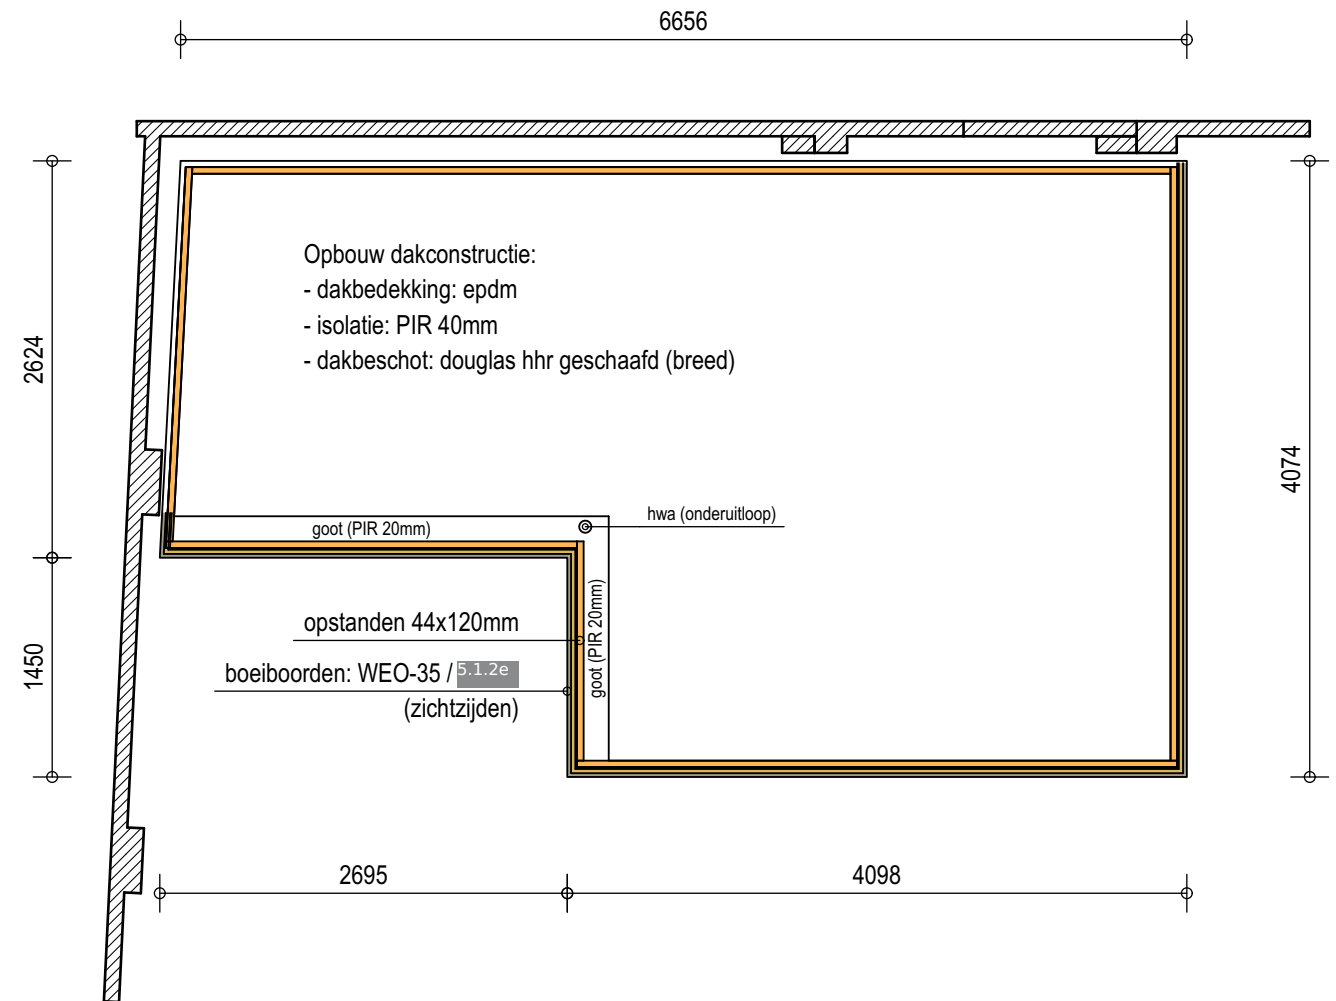 6656
Opbouw dakconstructie:
- dakbedekking: epdm
- isolatie: PIR 40mm
- dakbeschot: douglas hhr geschaafd (breed)
2624
4074
hwa (onderuitloop)
goot (PIR 20mm)
goot (PIR 20mm)
opstanden 44x120mm
boeiboorden: WEO-35 / 5.1.2e
(zichtzijden)
1450
2695
4098